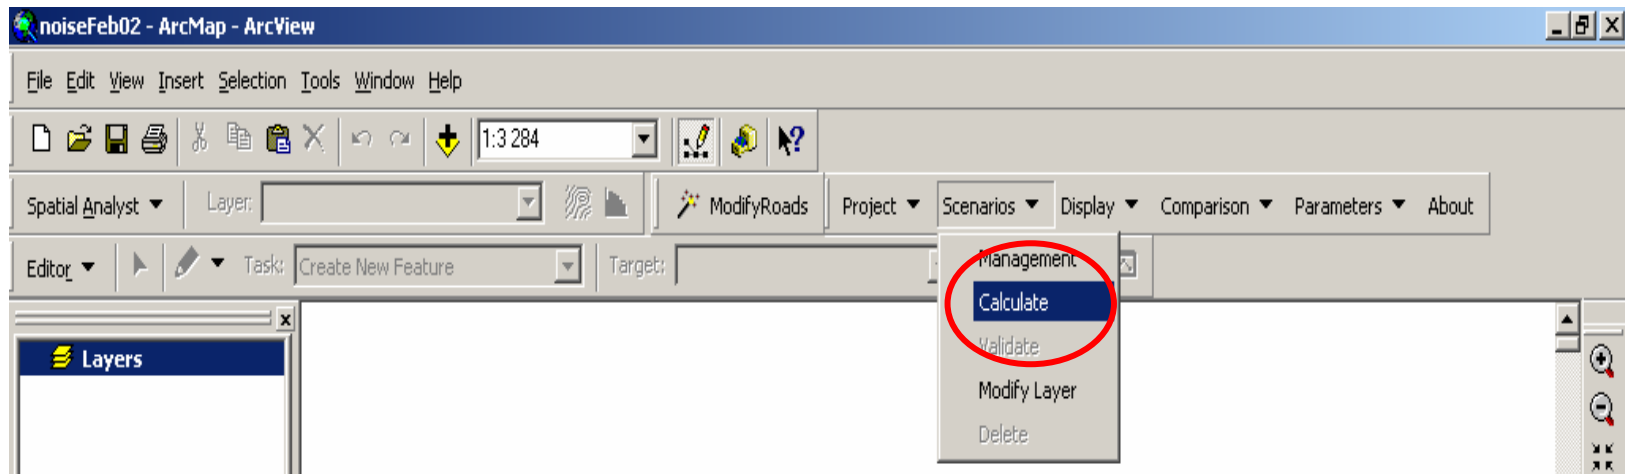 noiseFeb02 - ArcMap - ArcView
File Edit View Insert Selection Tools Window Help
1:3 284
Spatial Analyst Layer: ModifyRoads Project Scenarios Display Comparison Parameters About
Editor Task: Create New Feature Target:
Management
Calculate
Validate
Modify Layer
Delete
Layers